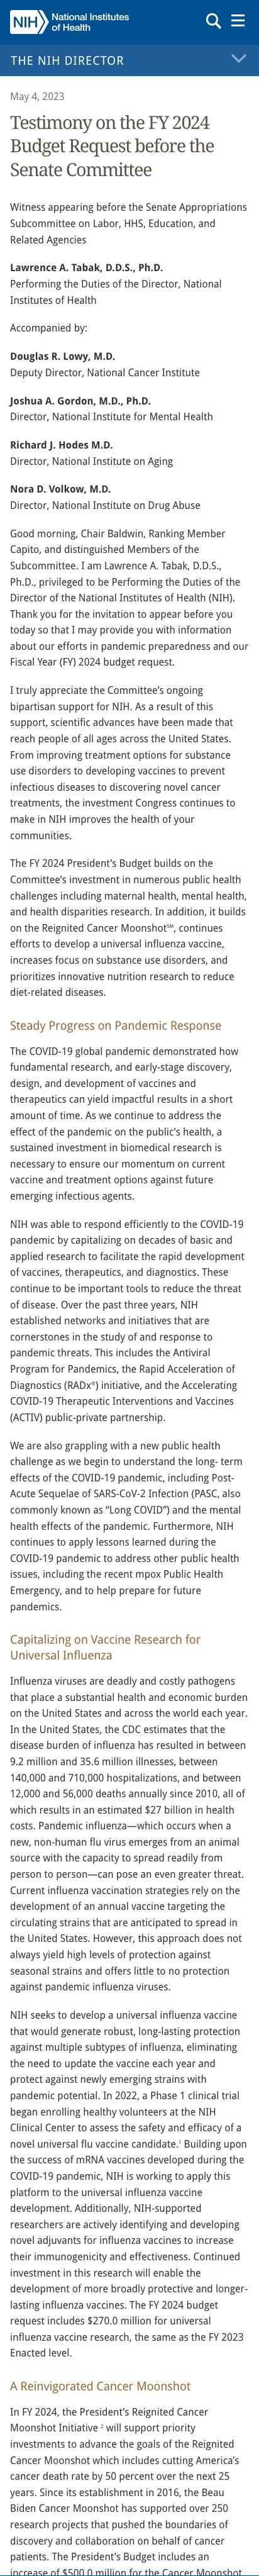 NIH National Institutes
of Health
THE NIH DIRECTOR
May 4, 2023
Testimony on the FY 2024
Budget Request before the
Senate Committee
Witness appearing before the Senate Appropriations
Subcommittee on Labor, HHS, Education, and
Related Agencies
Lawrence A. Tabak, D.D.S., Ph.D.
Performing the Duties of the Director, National
Institutes of Health
Accompanied by:
Douglas R. Lowy, M.D.
Deputy Director, National Cancer Institute
Joshua A. Gordon, M.D., Ph.D.
Director, National Institute for Mental Health
Richard J. Hodes M.D.
Director, National Institute on Aging
Nora D. Volkow, M.D.
Director, National Institute on Drug Abuse
Good morning, Chair Baldwin, Ranking Member
Capito, and distinguished Members of the
Subcommittee. I am Lawrence A. Tabak, D.D.S.,
Ph.D., privileged to be Performing the Duties of the
Director of the National Institutes of Health (NIH).
Thank you for the invitation to appear before you
today so that I may provide you with information
about our efforts in pandemic preparedness and our
Fiscal Year (FY) 2024 budget request.
I truly appreciate the Committee's ongoing
bipartisan support for NIH. As a result of this
support, scientific advances have been made that
reach people of all ages across the United States.
From improving treatment options for substance
use disorders to developing vaccines to prevent
infectious diseases to discovering novel cancer
treatments, the investment Congress continues to
make in NIH improves the health of your
communities.
The FY 2024 President's Budget builds on the
Committee's investment in numerous public health
challenges including maternal health, mental health,
and health disparities research. In addition, it builds
on the Reignited Cancer Moonshot℠, continues
efforts to develop a universal influenza vaccine,
increases focus on substance use disorders, and
prioritizes innovative nutrition research to reduce
diet-related diseases.
Steady Progress on Pandemic Response
The COVID-19 global pandemic demonstrated how
fundamental research, and early-stage discovery,
design, and development of vaccines and
therapeutics can yield impactful results in a short
amount of time. As we continue to address the
effect of the pandemic on the public's health, a
sustained investment in biomedical research is
necessary to ensure our momentum on current
vaccine and treatment options against future
emerging infectious agents.
NIH was able to respond efficiently to the COVID-19
pandemic by capitalizing on decades of basic and
applied research to facilitate the rapid development
of vaccines, therapeutics, and diagnostics. These
continue to be important tools to reduce the threat
of disease. Over the past three years, NIH
established networks and initiatives that are
cornerstones in the study of and response to
pandemic threats. This includes the Antiviral
Program for Pandemics, the Rapid Acceleration of
Diagnostics (RADx®) initiative, and the Accelerating
COVID-19 Therapeutic Interventions and Vaccines
(ACTIV) public-private partnership.
We are also grappling with a new public health
challenge as we begin to understand the long- term
effects of the COVID-19 pandemic, including Post-
Acute Sequelae of SARS-CoV-2 Infection (PASC, also
commonly known as "Long COVID") and the mental
health effects of the pandemic. Furthermore, NIH
continues to apply lessons learned during the
COVID-19 pandemic to address other public health
issues, including the recent mpox Public Health
Emergency, and to help prepare for future
pandemics.
Capitalizing on Vaccine Research for
Universal Influenza
Influenza viruses are deadly and costly pathogens
that place a substantial health and economic burden
on the United States and across the world each year.
In the United States, the CDC estimates that the
disease burden of influenza has resulted in between
9.2 million and 35.6 million illnesses, between
140,000 and 710,000 hospitalizations, and between
12,000 and 56,000 deaths annually since 2010, all of
which results in an estimated $27 billion in health
costs. Pandemic influenza—which occurs when a
new, non-human flu virus emerges from an animal
source with the capacity to spread readily from
person to person—can pose an even greater threat.
Current influenza vaccination strategies rely on the
development of an annual vaccine targeting the
circulating strains that are anticipated to spread in
the United States. However, this approach does not
always yield high levels of protection against
seasonal strains and offers little to no protection
against pandemic influenza viruses.
NIH seeks to develop a universal influenza vaccine
that would generate robust, long-lasting protection
against multiple subtypes of influenza, eliminating
the need to update the vaccine each year and
protect against newly emerging strains with
pandemic potential. In 2022, a Phase 1 clinical trial
began enrolling healthy volunteers at the NIH
Clinical Center to assess the safety and efficacy of a
novel universal flu vaccine candidate.¹ Building upon
the success of mRNA vaccines developed during the
COVID-19 pandemic, NIH is working to apply this
platform to the universal influenza vaccine
development. Additionally, NIH-supported
researchers are actively identifying and developing
novel adjuvants for influenza vaccines to increase
their immunogenicity and effectiveness. Continued
investment in this research will enable the
development of more broadly protective and longer-
lasting influenza vaccines. The FY 2024 budget
request includes $270.0 million for universal
influenza vaccine research, the same as the FY 2023
Enacted level.
A Reinvigorated Cancer Moonshot
In FY 2024, the President's Reignited Cancer
Moonshot Initiative ² will support priority
investments to advance the goals of the Reignited
Cancer Moonshot which includes cutting America's
cancer death rate by 50 percent over the next 25
years. Since its establishment in 2016, the Beau
Biden Cancer Moonshot has supported over 250
research projects that pushed the boundaries of
discovery and collaboration on behalf of cancer
patients. The President's Budget includes an
increase of $500.0 million for the Cancer Moonshot